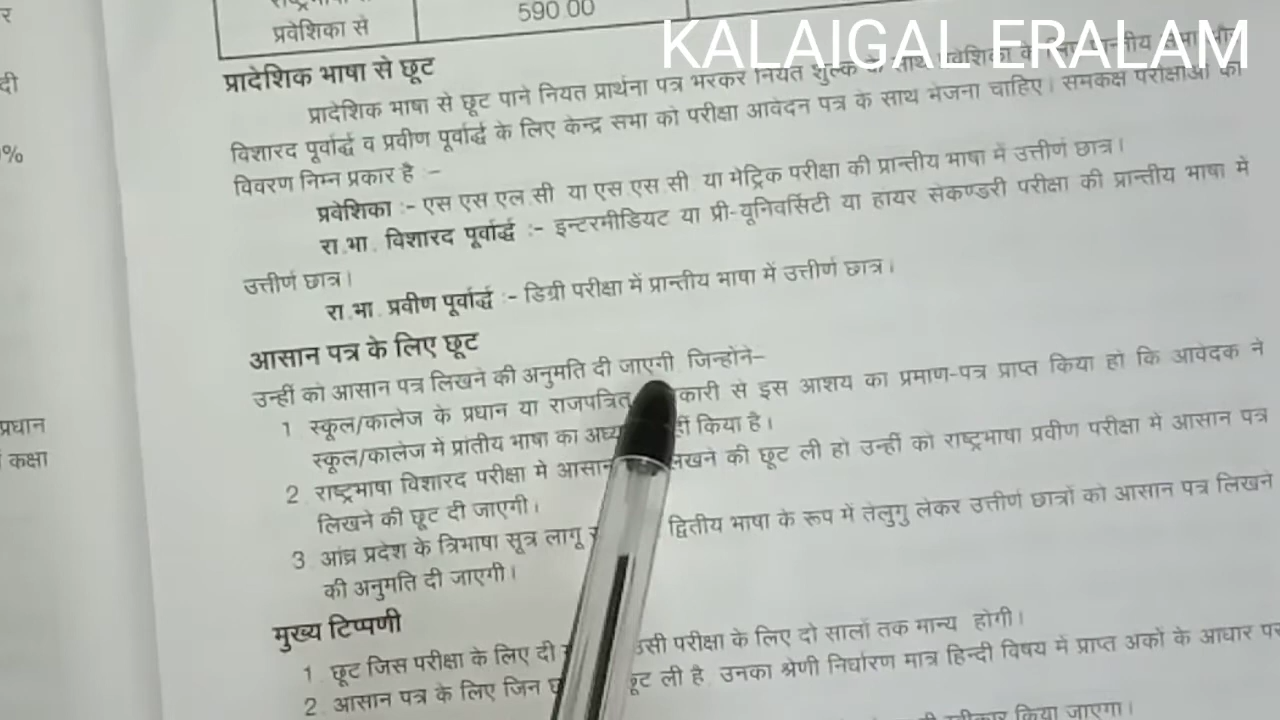 KALAIGAL ERALAM
र
दी
%
प्रधान
कक्षा
प्रवेशिका से
590 00
प्रादेशिक भाषा से छूट
प्रादेशिक भाषा से छूट पाने नियत प्रार्थना पत्र भरकर नियत शुल्क के साथ प्रवेशिका के
विशारद पूर्वार्द्ध व प्रवीण पूर्वार्द्ध के लिए केन्द्र सभा को परीक्षा आवेदन पत्र के साथ भेजना चाहिए। समकक्ष परीक्षाओं का
विवरण निम्न प्रकार है :–
प्रवेशिका :- एस एस एल.सी या एस.एस.सी. या मेट्रिक परीक्षा की प्रान्तीय भाषा में उत्तीर्ण छात्र।
रा.भा. विशारद पूर्वार्द्ध :- इन्टरमीडियट या प्री-यूनिवर्सिटी या हायर सेकण्डरी परीक्षा की प्रान्तीय भाषा में
उत्तीर्ण छात्र।
रा.भा. प्रवीण पूर्वार्द्ध :- डिग्री परीक्षा में प्रान्तीय भाषा में उत्तीर्ण छात्र।
आसान पत्र के लिए छूट
उन्हीं को आसान पत्र लिखने की अनुमति दी जाएगी जिन्होंने–
1 स्कूल/कालेज के प्रधान या राजपत्रित कारी से इस आशय का प्रमाण-पत्र प्राप्त किया हो कि आवेदक ने
स्कूल/कालेज में प्रांतीय भाषा का किया है।
2 राष्ट्रभाषा विशारद परीक्षा मे आसान लिखने की छूट ली हो उन्हीं को राष्ट्रभाषा प्रवीण परीक्षा मे आसान पत्र
लिखने की छूट दी जाएगी।
3 आंध्र प्रदेश के त्रिभाषा सूत्र लागू द्वितीय भाषा के रूप में तेलुगु लेकर उत्तीर्ण छात्रों को आसान पत्र लिखने
की अनुमति दी जाएगी।
मुख्य टिप्पणी
1. छूट जिस परीक्षा के लिए दी उसी परीक्षा के लिए दो सालों तक मान्य होगी।
2. आसान पत्र के लिए जिन छूट ली है. उनका श्रेणी निर्धारण मात्र हिन्दी विषय में प्राप्त अंकों के आधार पर
किया जाएगा।